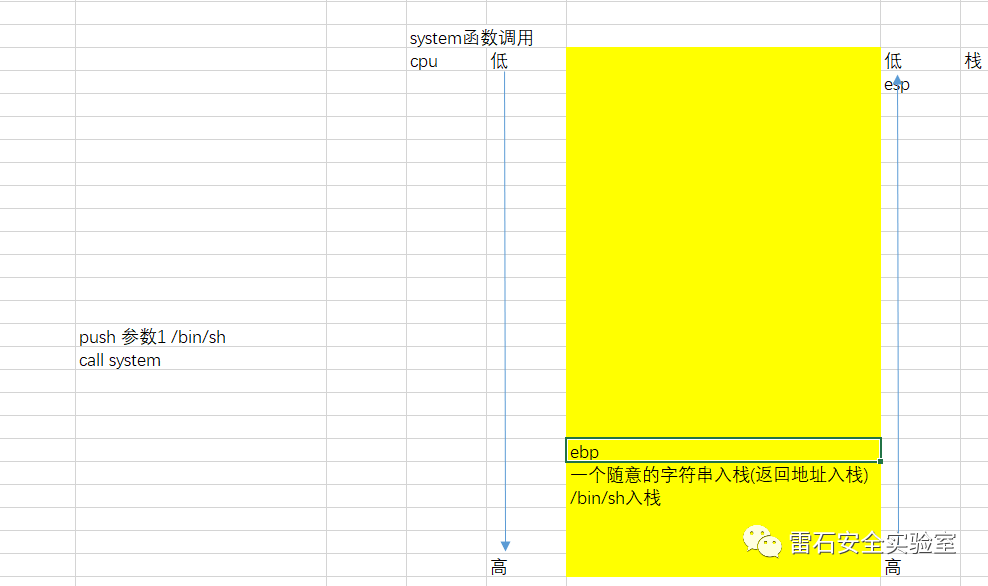 system函数调用
cpu 低 低 栈
esp
push 参数1 /bin/sh
call system
ebp
一个随意的字符串入栈(返回地址入栈)
/bin/sh入栈
雷石安全实验室
高 高